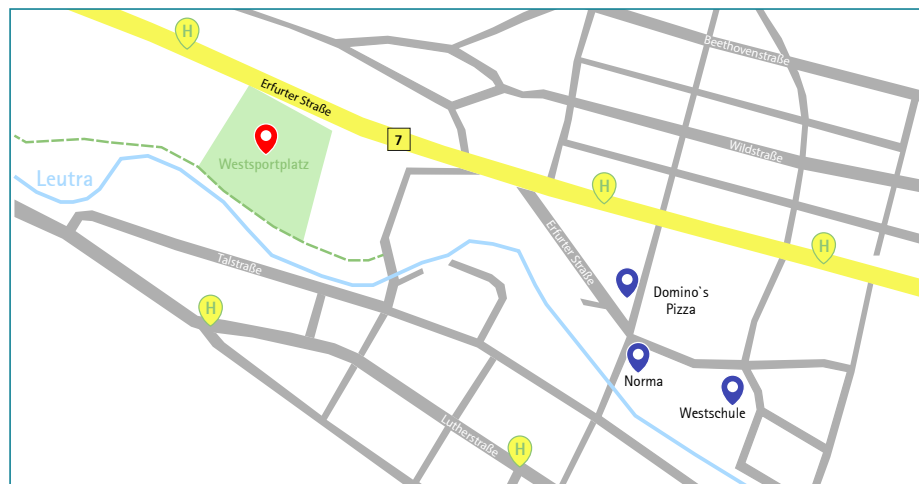 H
Beethovenstraße
Erfurter Straße
7
Wildstraße
Westsportplatz
Leutra
H
H
Talstraße
Erfurter Straße
Domino`s
Pizza
H
Norma
Westschule
Lutherstraße
H